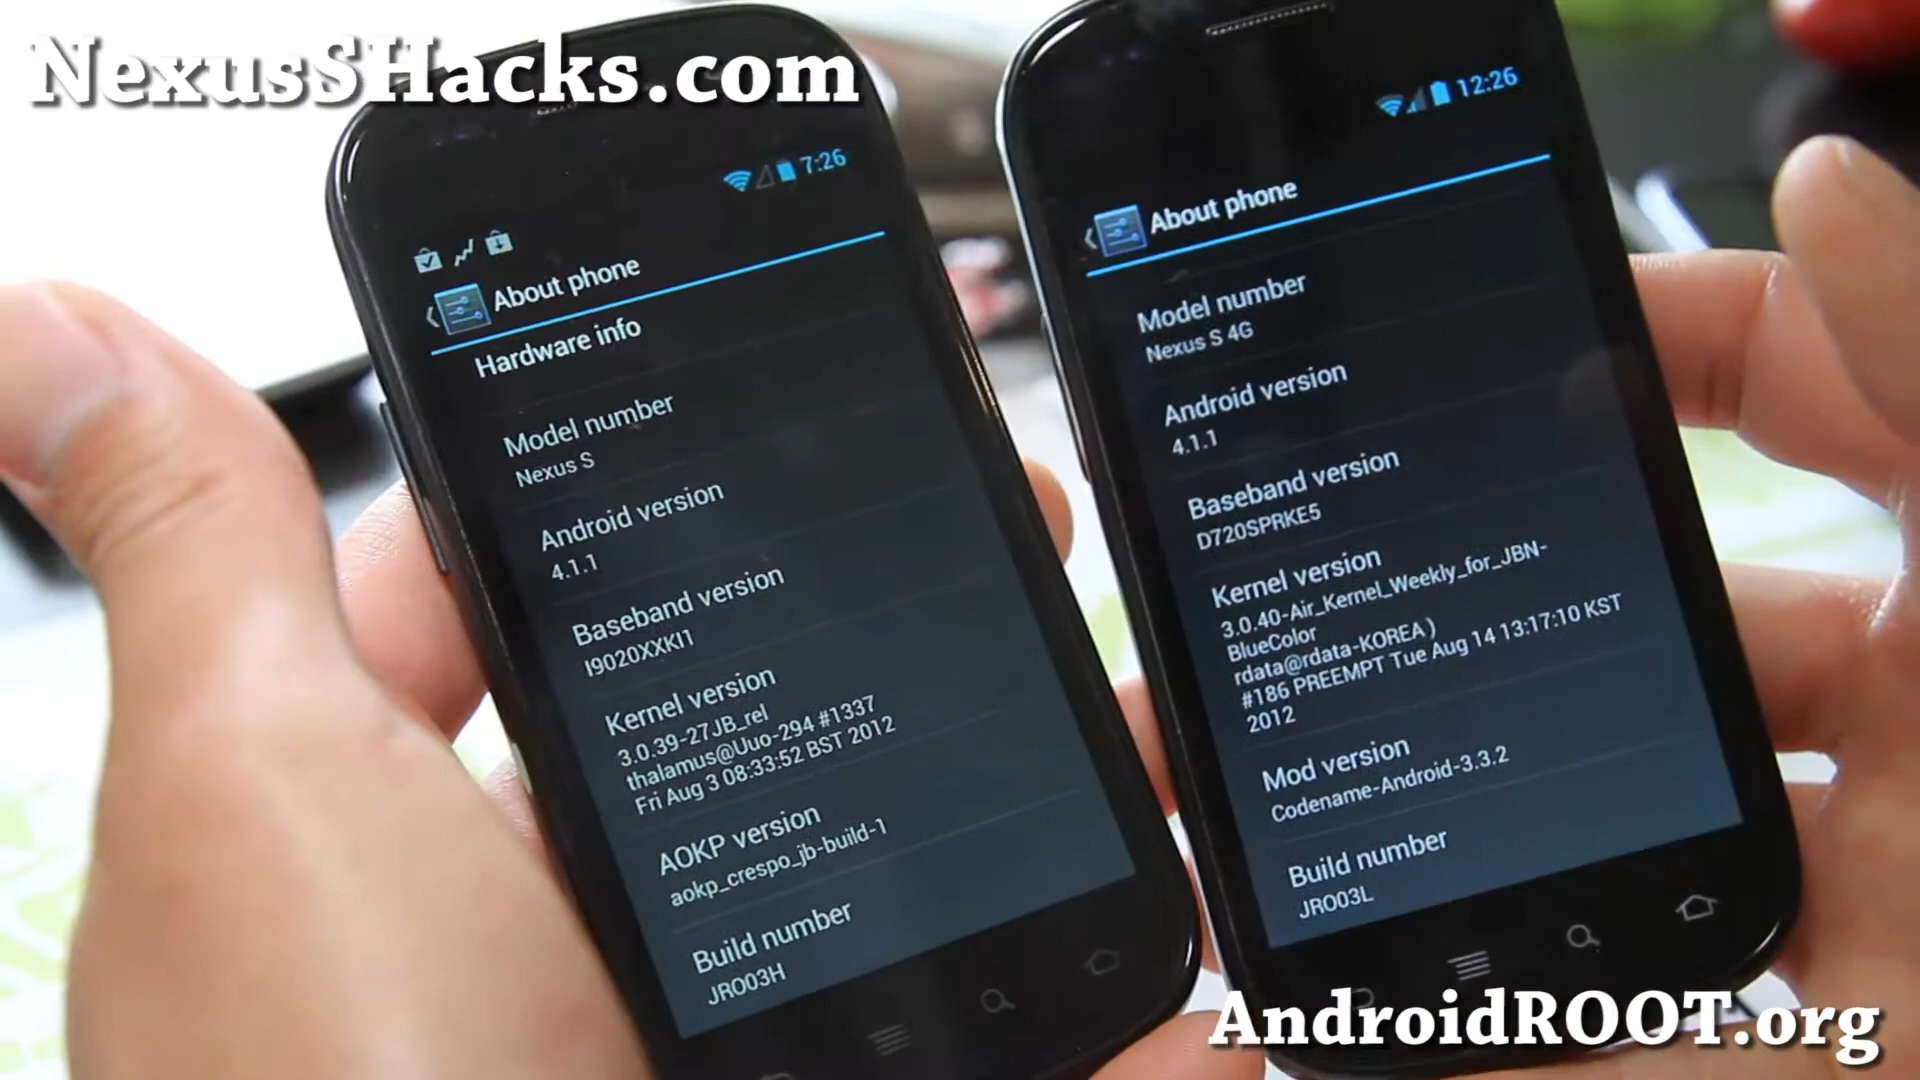 NexusSHacks.com
7:26
About phone
Hardware info
Model number
Nexus S
Android version
4.1.1
Baseband version
I9020XXKI1
Kernel version
3.0.39-27JB_rel
thalamus@Uuo-294 #1337
Fri Aug 3 08:33:52 BST 2012
AOKP version
aokp_crespo_jb-build-1
Build number
JRO03H
12:26
About phone
Model number
Nexus S 4G
Android version
4.1.1
Baseband version
D720SPRKE5
Kernel version
3.0.40-Air_Kernel_Weekly_for_JBN-
BlueColor
rdata@rdata-KOREA )
#186 PREEMPT Tue Aug 14 13:17:10 KST
2012
Mod version
Codename-Android-3.3.2
Build number
JRO03L
AndroidROOT.org